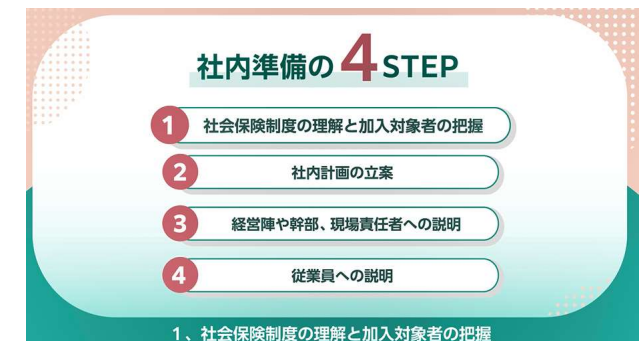 社内準備の4STEP
1 社会保険制度の理解と加入対象者の把握
2 社内計画の立案
3 経営陣や幹部、現場責任者への説明
4 従業員への説明
1、社会保険制度の理解と加入対象者の把握